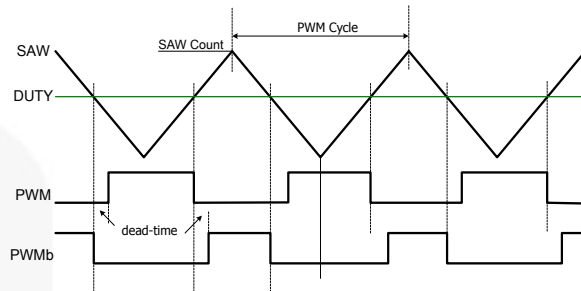 PWM Cycle
SAW Count
SAW
DUTY
PWM
dead-time
PWMb